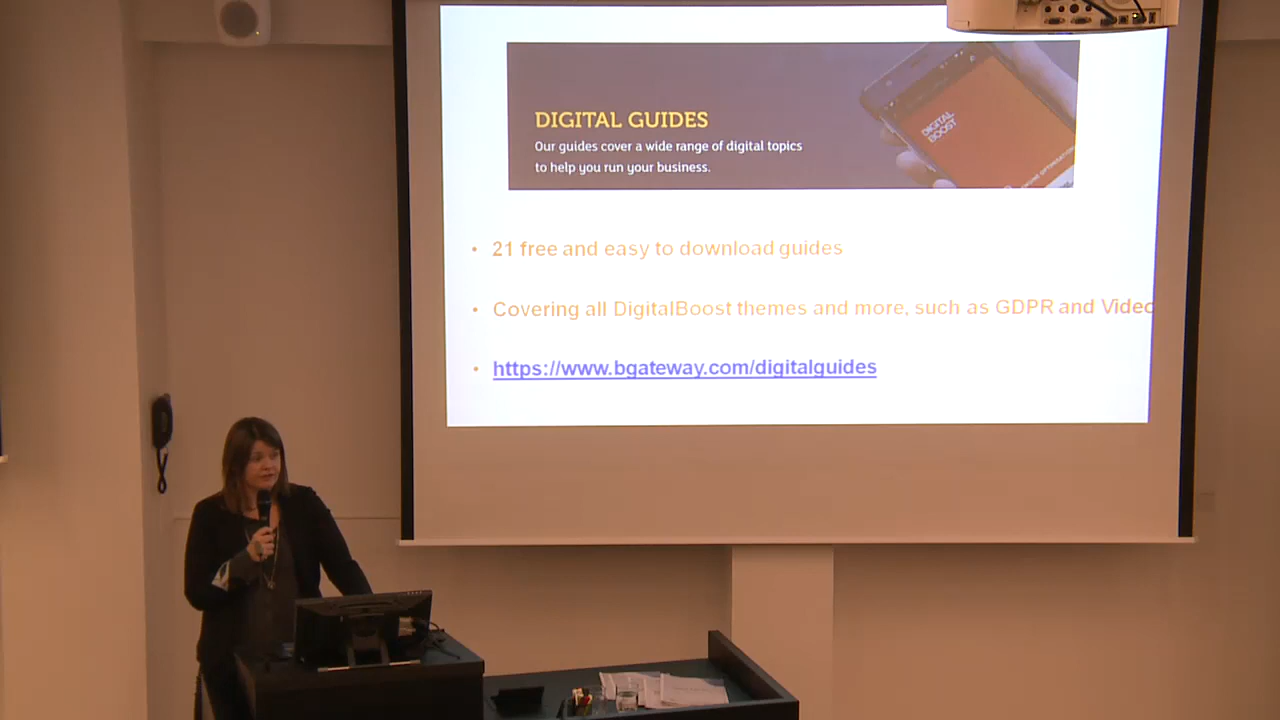 DIGITAL GUIDES
Our guides cover a wide range of digital topics
to help you run your business.
DIGITAL
BOOST
• 21 free and easy to download guides
• Covering all DigitalBoost themes and more, such as GDPR and Video
• https://www.bgateway.com/digitalguides